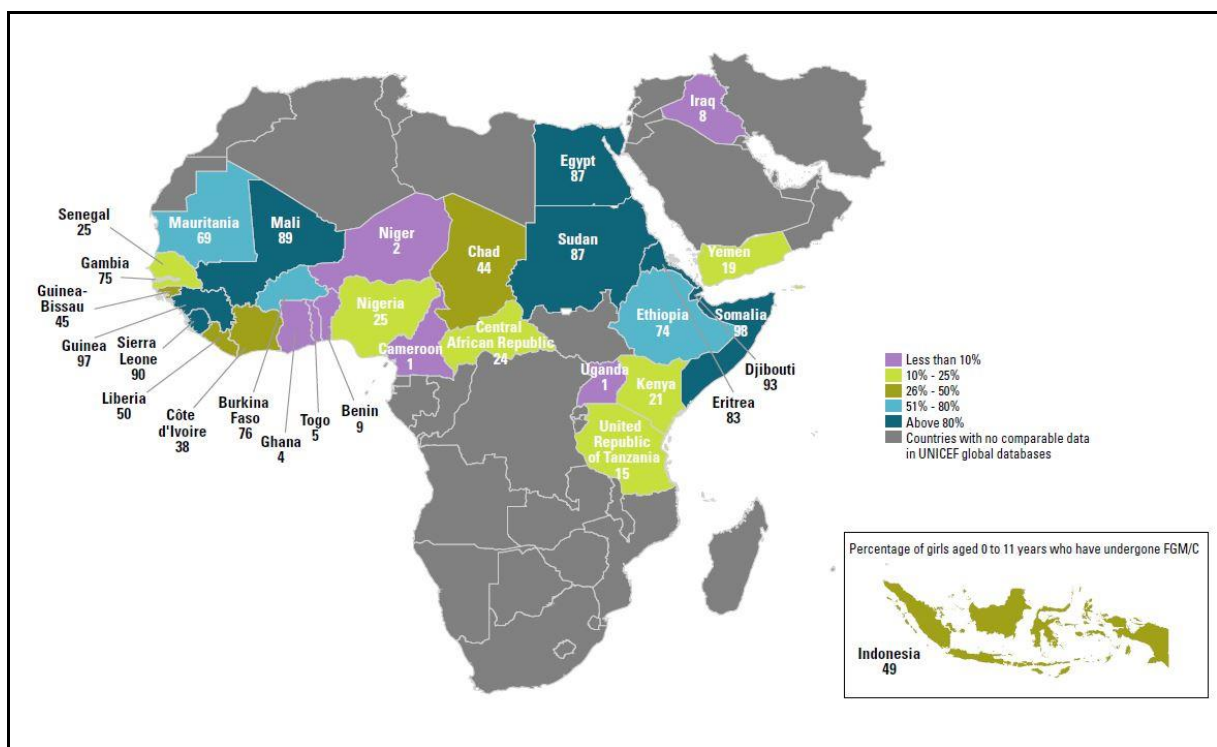 Iraq
8
Egypt
87
Senegal
25
Mauritania
69
Mali
89
Niger
2
Chad
44
Sudan
87
Yemen
19
Gambia
75
Guinea-
Bissau
45
Guinea
97
Sierra
Leone
90
Liberia
50
Côte
d'Ivoire
38
Burkina
Faso
76
Ghana
4
Togo
5
Benin
9
Nigeria
25
Cameroon
1
Central
African Republic
24
Ethiopia
74
Somalia
98
Djibouti
93
Eritrea
83
Uganda
1
Kenya
21
United
Republic
of Tanzania
15
Less than 10%
10% - 25%
26% - 50%
51% - 80%
Above 80%
Countries with no comparable data
in UNICEF global databases
Percentage of girls aged 0 to 11 years who have undergone FGM/C
Indonesia
49